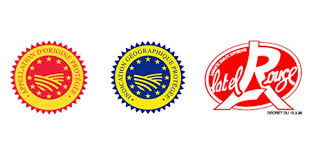 APPELLATION D'ORIGINE PROTÉGÉE
INDICATION GÉOGRAPHIQUE PROTÉGÉE
Label
Rouge